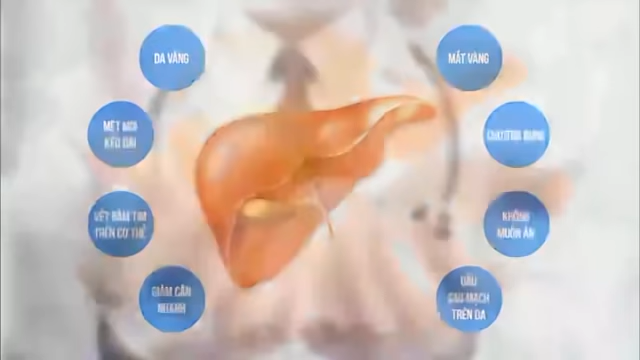 DA VÀNG
MẮT VÀNG
MỆT MỎI
KÉO DÀI
CHƯỚNG BỤNG
VẾT BẦM TÍM
TRÊN CƠ THỂ
KHÔNG
MUỐN ĂN
GIẢM CÂN
NHANH
DẤU
SAO MẠCH
TRÊN DA